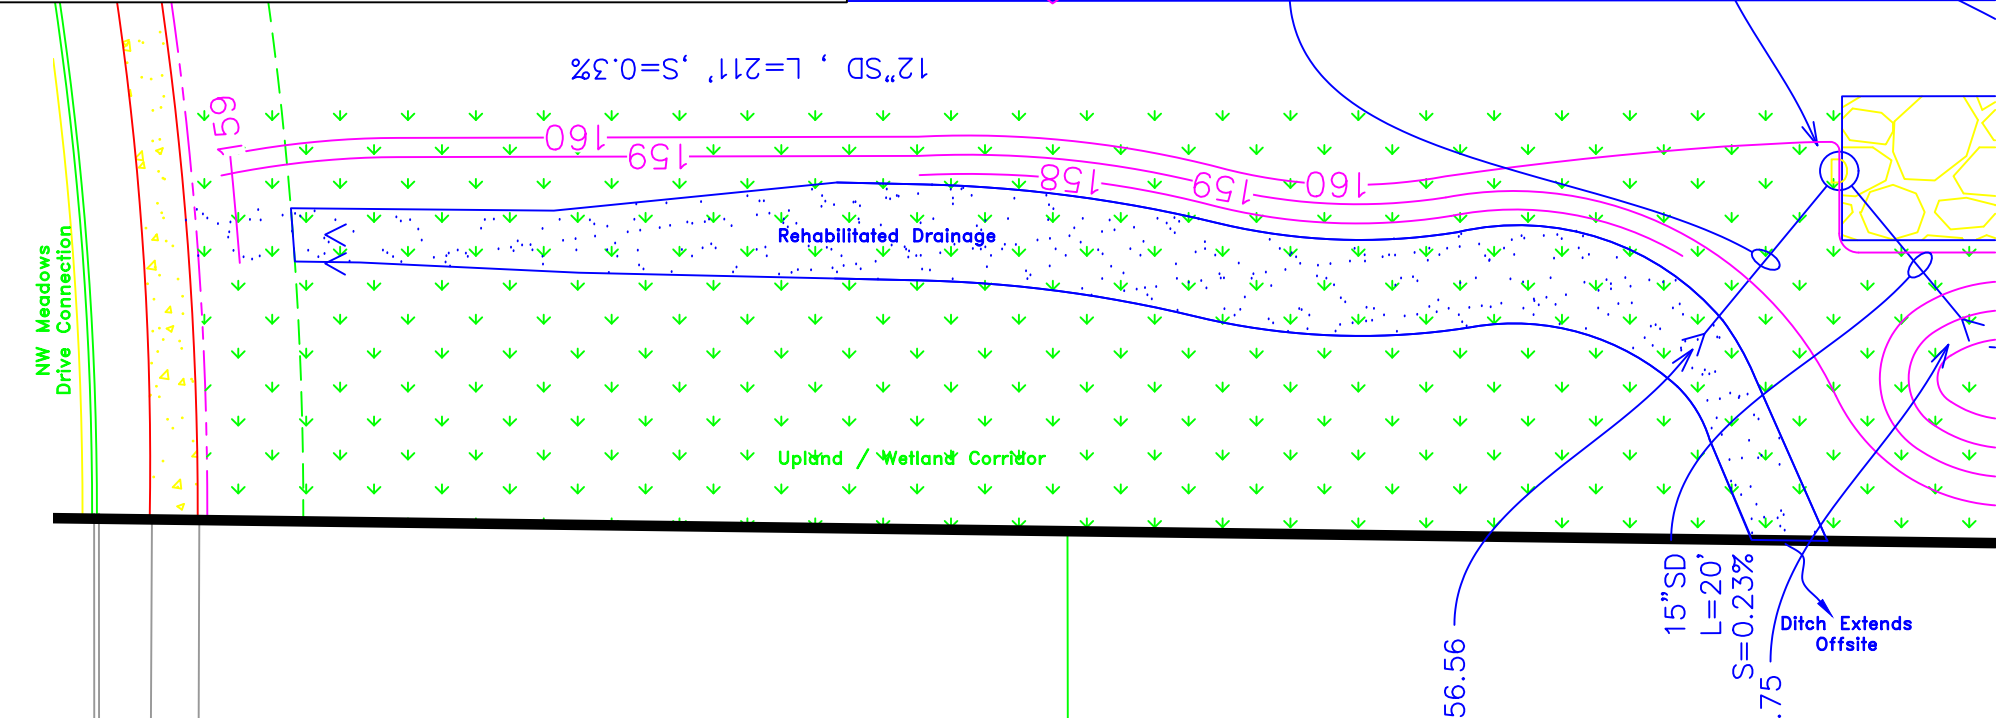 12"SD , L=211', S=0.3%
159
160
159
158
159
160
Rehabilitated Drainage
NW Meadows
Drive Connection
Upland / Wetland Corridor
15"SD
L=20',
S=0.23%
Ditch Extends
Offsite
56.56
.75